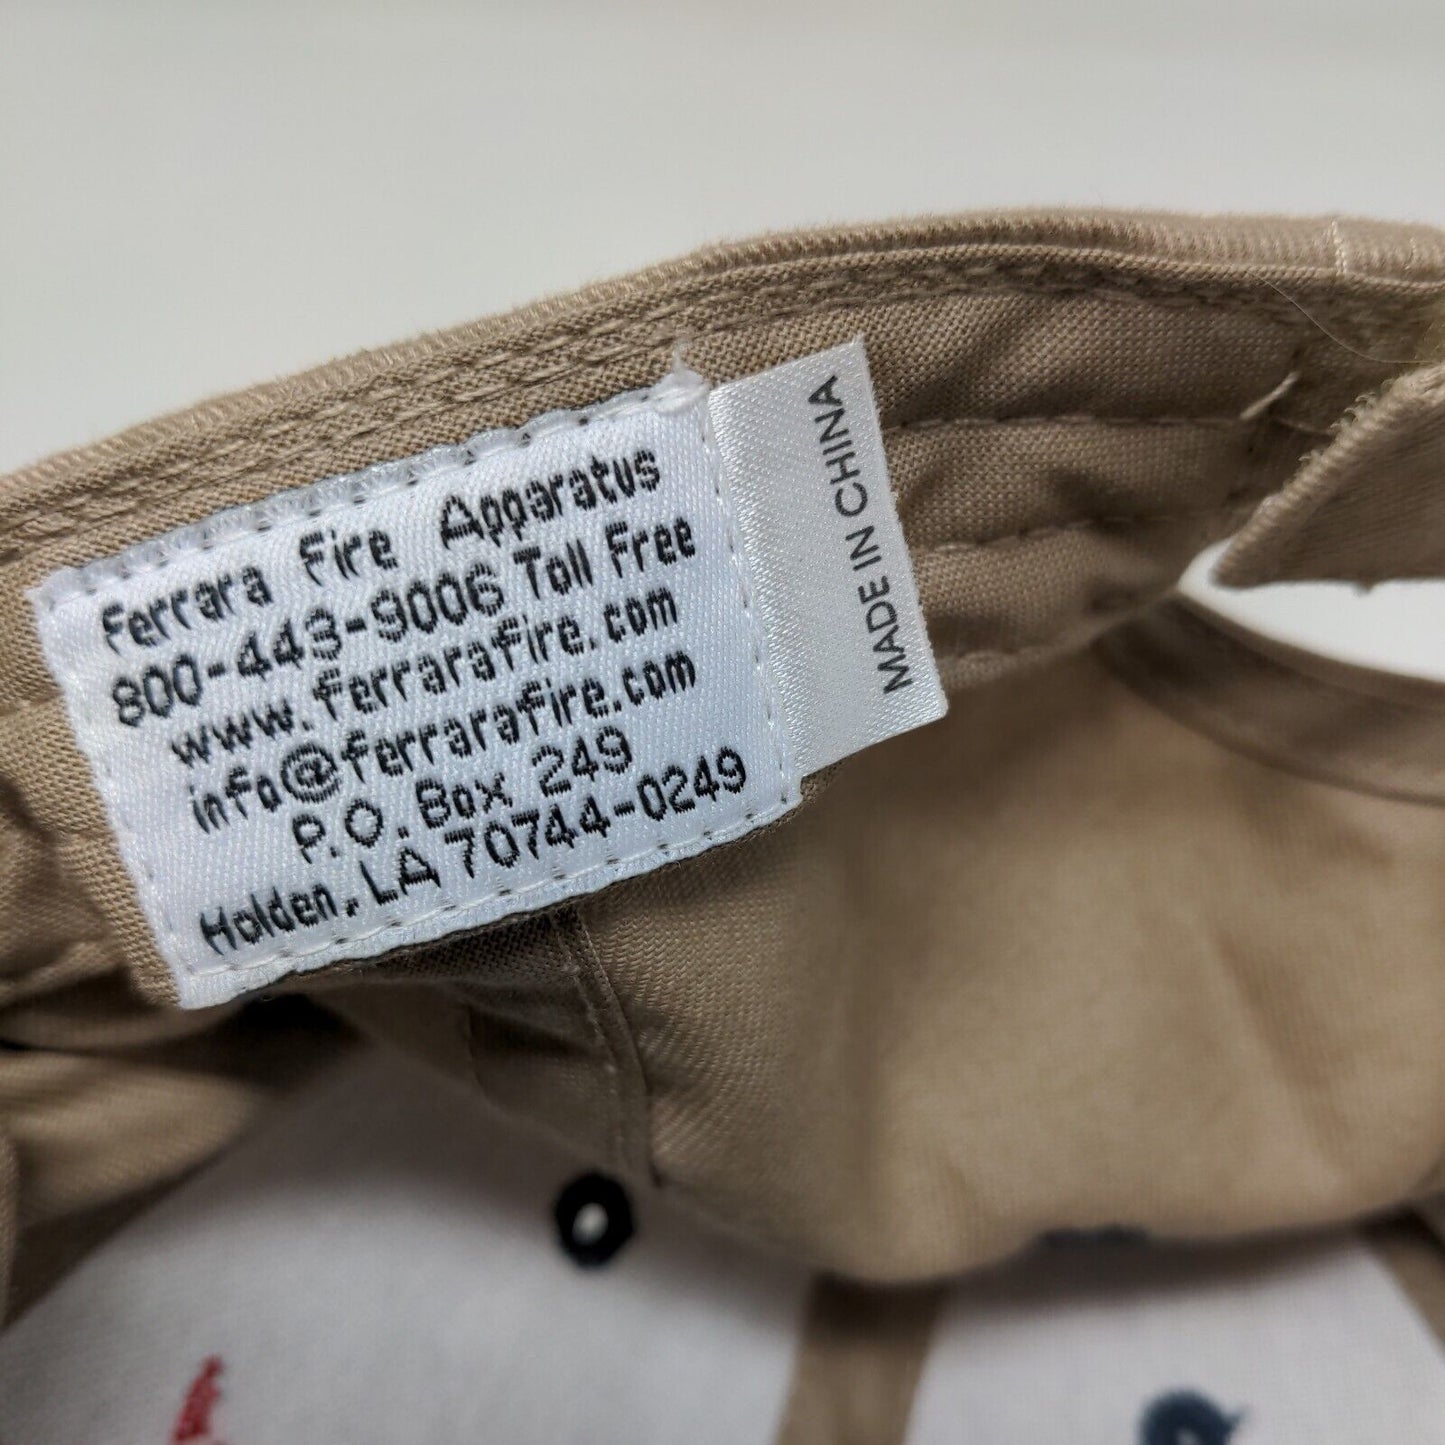 Ferrara Fire Apparatus
800-443-9006 Toll Free
www.ferrarafire.com
info@ferrarafire.com
P.O. Box 249
Holden, LA 70744-0249
MADE IN CHINA